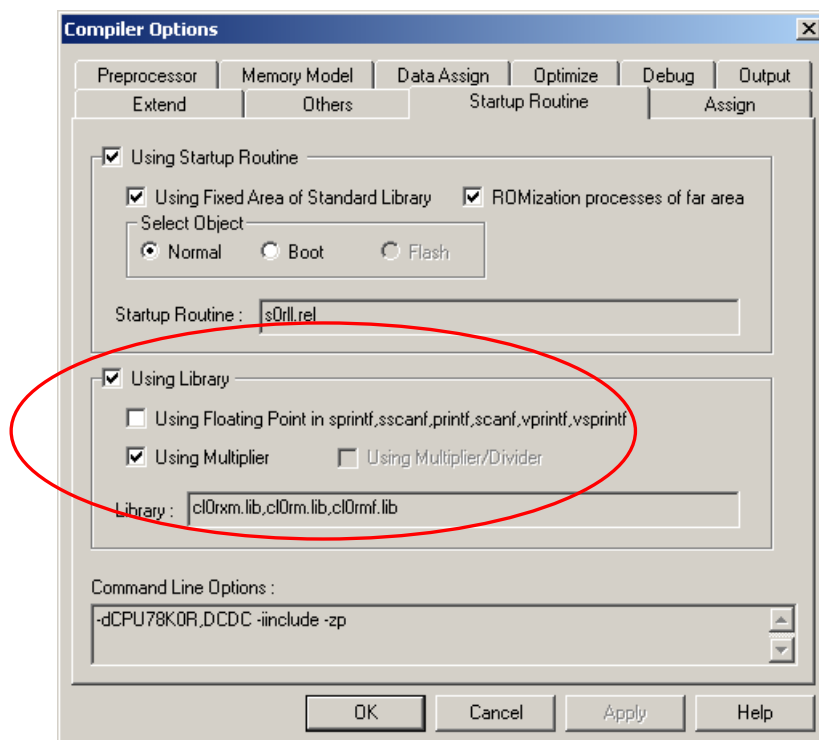 Compiler Options
Preprocessor Memory Model Data Assign Optimize Debug Output
Extend Others Startup Routine Assign
Using Startup Routine
Using Fixed Area of Standard Library ROMization processes of far area
Select Object
Normal Boot Flash
Startup Routine : s0rll.rel
Using Library
Using Floating Point in sprintf,sscanf,printf,scanf,vprintf,vsprintf
Using Multiplier Using Multiplier/Divider
Library : cl0rxm.lib,cl0rm.lib,cl0rmf.lib
Command Line Options :
-dCPU78K0R,DCDC -iinclude -zp
OK Cancel Apply Help